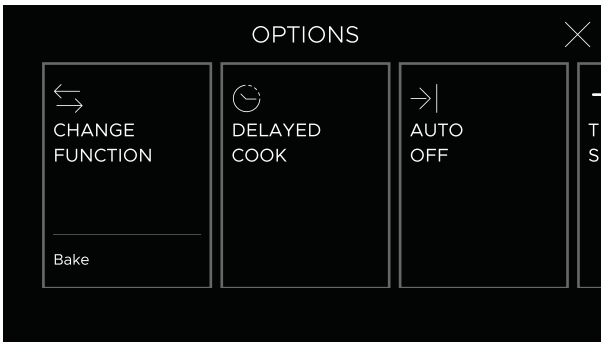 OPTIONS
CHANGE
FUNCTION
Bake
DELAYED
COOK
AUTO
OFF
T
S